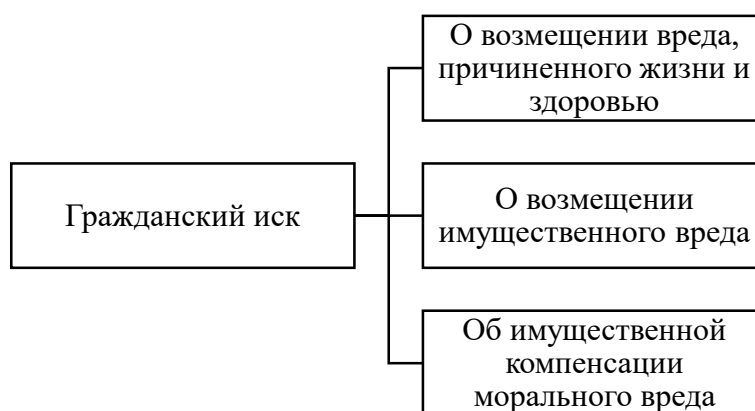 О возмещении вреда,
причиненного жизни и
здоровью
Гражданский иск
О возмещении
имущественного вреда
Об имущественной
компенсации
морального вреда